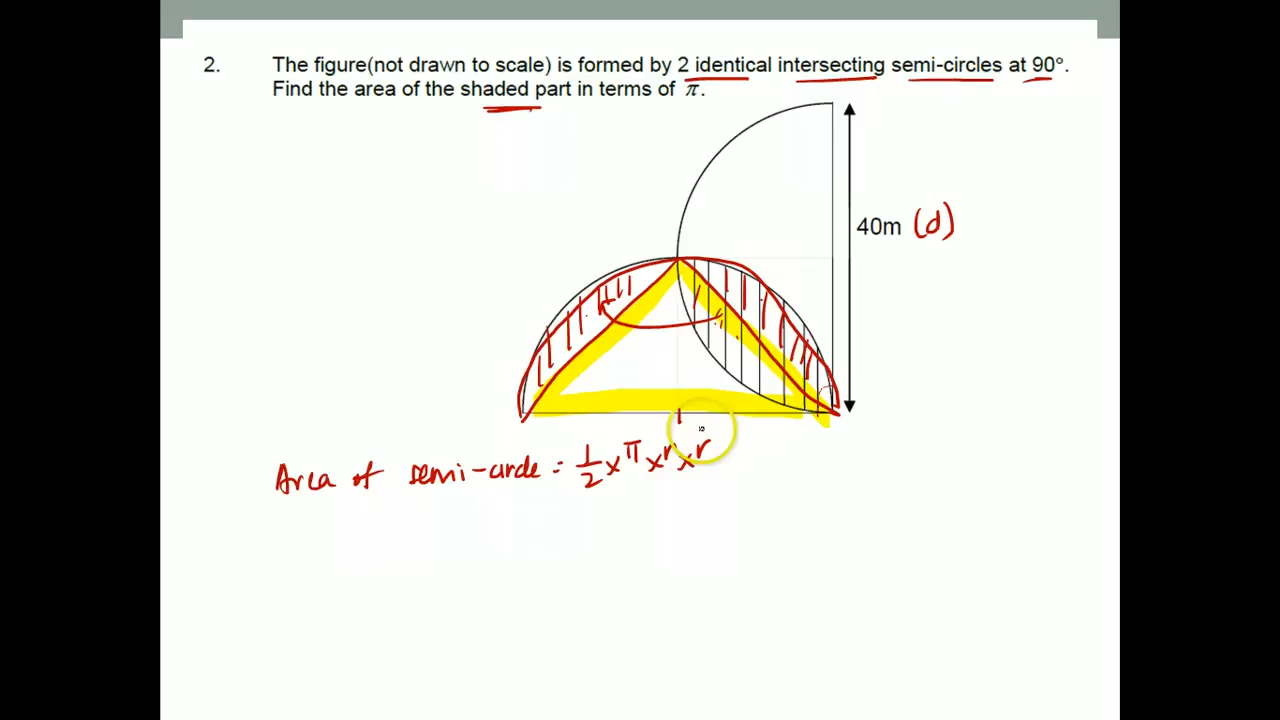 2. The figure(not drawn to scale) is formed by 2 identical intersecting semi-circles at 90°.
Find the area of the shaded part in terms of π.
40m (d)
Area of semi-circle = 1/2 x π x r x r